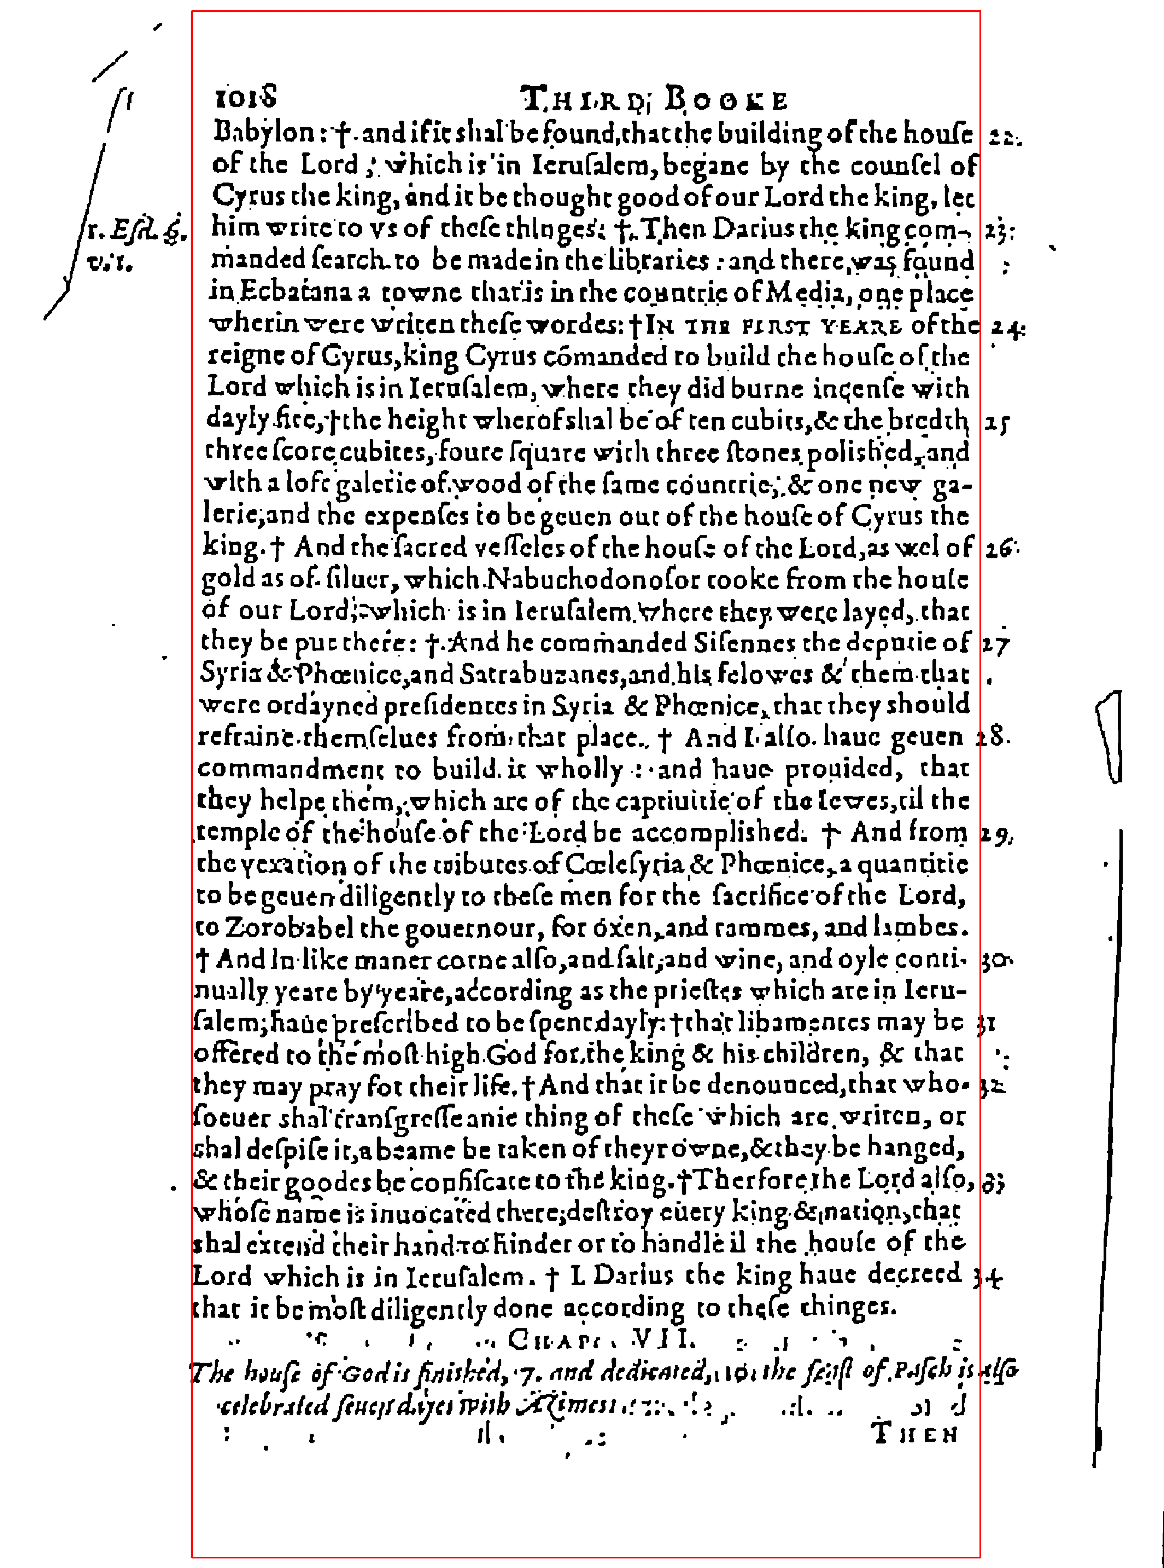 1018 THIRD BOOKE
Babylon: † and if it shal be found, that the building of the houſe 22.
of the Lord, which is in Ieruſalem, begane by the counſel of
Cyrus the king, and it be thought good of our Lord the king, let
1. Eſd. 6. him write to vs of theſe thinges: †. Then Darius the king com- 23:
v. 1. manded ſearch to be made in the libraries: and there was found
in Ecbatana a towne that is in the countrie of Media, one place
wherin were writen theſe wordes: † IN THE FIRST YEARE of the 24:
reigne of Cyrus, king Cyrus cõmanded to build the houſe of the
Lord which is in Ieruſalem, where they did burne incenſe with
dayly fire, † the height wherof shal be of ten cubits, & the bredth 25
three ſcore cubites, foure ſquare with three ſtones polished, and
with a loft galerie of wood of the ſame countrie, & one new ga-
lerie, and the expenſes to be geuen out of the houſe of Cyrus the
king. † And the ſacred veſſeles of the houſe of the Lord, as wel of 26
gold as of ſiluer, which Nabuchodonoſor tooke from the houſe
of our Lord, which is in Ieruſalem where they were layed, that
they be put there: †. And he commanded Siſennes the deputie of 27
Syria & Phœnice, and Satrabuzanes, and his felowes & them that
were ordayned preſidentes in Syria & Phœnice, that they should
refraine themſelues from that place. † And I alſo haue geuen 28.
commandment to build it wholly: and haue prouided, that
they helpe them, which are of the captiuitie of the Iewes, til the
temple of the houſe of the Lord be accomplished. † And from 29.
the vexation of the tributes of Cœleſyria & Phœnice, a quantitie
to be geuen diligently to theſe men for the ſacrifice of the Lord,
to Zorobabel the gouernour, for oxen, and rammes, and lambes.
† And in like maner corne alſo, and ſalt, and wine, and oyle conti- 30
nually yeare by yeare, according as the prieſtes which are in Ieru-
ſalem, haue preſcribed to be ſpent dayly: † that libamentes may be 31
offered to the moſt high God for the king & his children, & that
they may pray for their life. † And that it be denounced, that who- 32
ſoeuer shal tranſgreſſe anie thing of theſe which are writen, or
shal deſpiſe it, a beame be taken of theyr owne, & they be hanged,
& their goodes be confiſcate to the king. † Therfore the Lord alſo, 33
whoſe name is inuocated there, deſtroy euery king & nation, that
shal extend their hand to hinder or to handle il the houſe of the
Lord which is in Ieruſalem. † I Darius the king haue decreed 34
that it be moſt diligently done according to theſe thinges.
CHAP. VII.
The houſe of God is finished, 7. and dedicated, 10. the feaſt of Paſch is alſo
celebrated ſeuen dayes with Azimes.
THEN